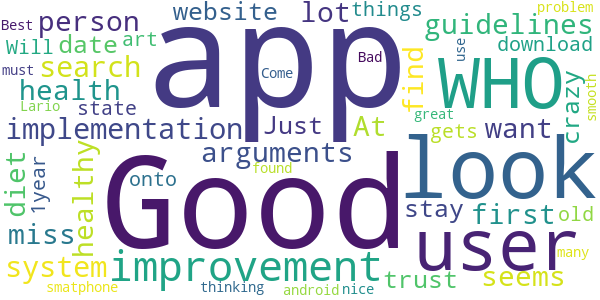 Best
person
website
lot
things
problem
Will
date
art
app
guidelines
search
Come
Bad
find
WHO
use
download
must
health
smooth
Lario
state
great
crazy
implementation
Just
At
gets
want
arguments
look
diet
1year
healthy
onto
Good
found
stay
first
old
miss
user
many
system
improvement
trust
seems
smatphone
thinking
android
nice